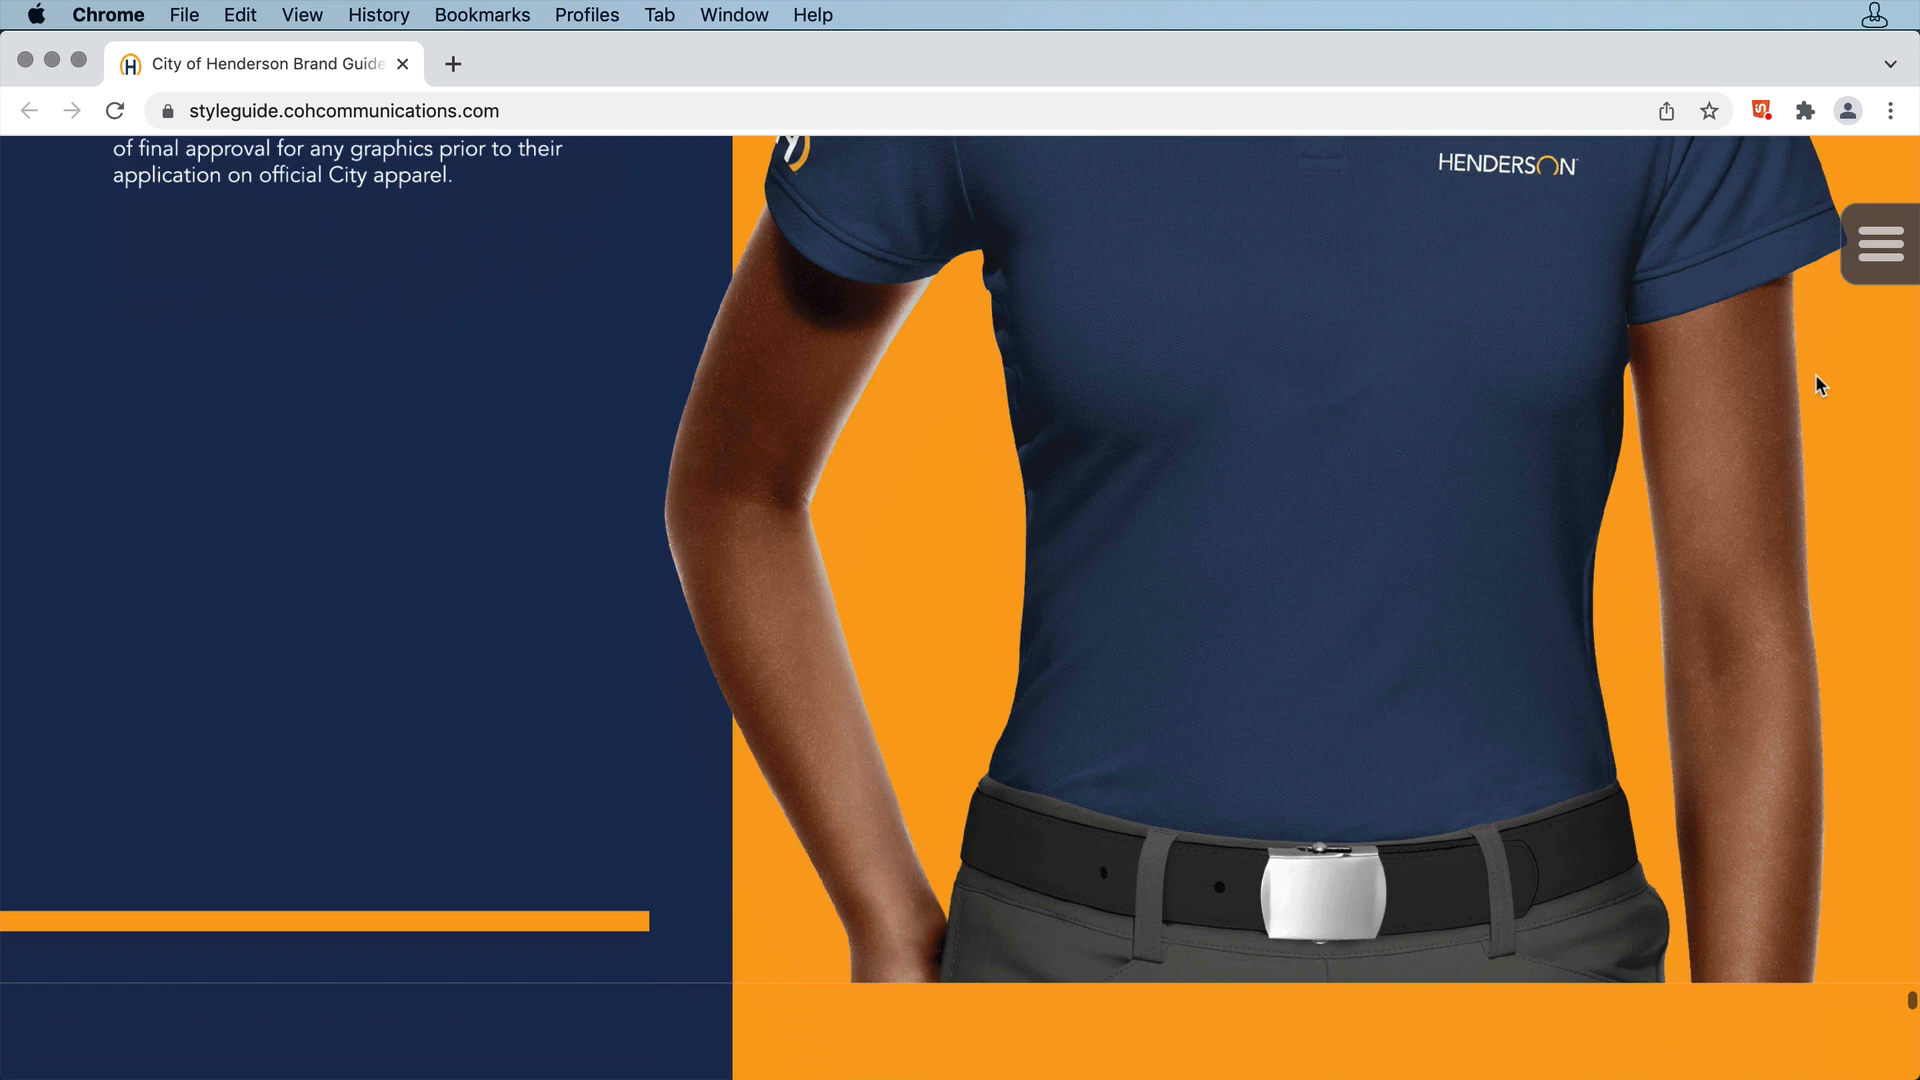 Chrome File Edit View History Bookmarks Profiles Tab Window Help
City of Henderson Brand Guide
styleguide.cohcommunications.com
of final approval for any graphics prior to their
application on official City apparel.
HENDERSON